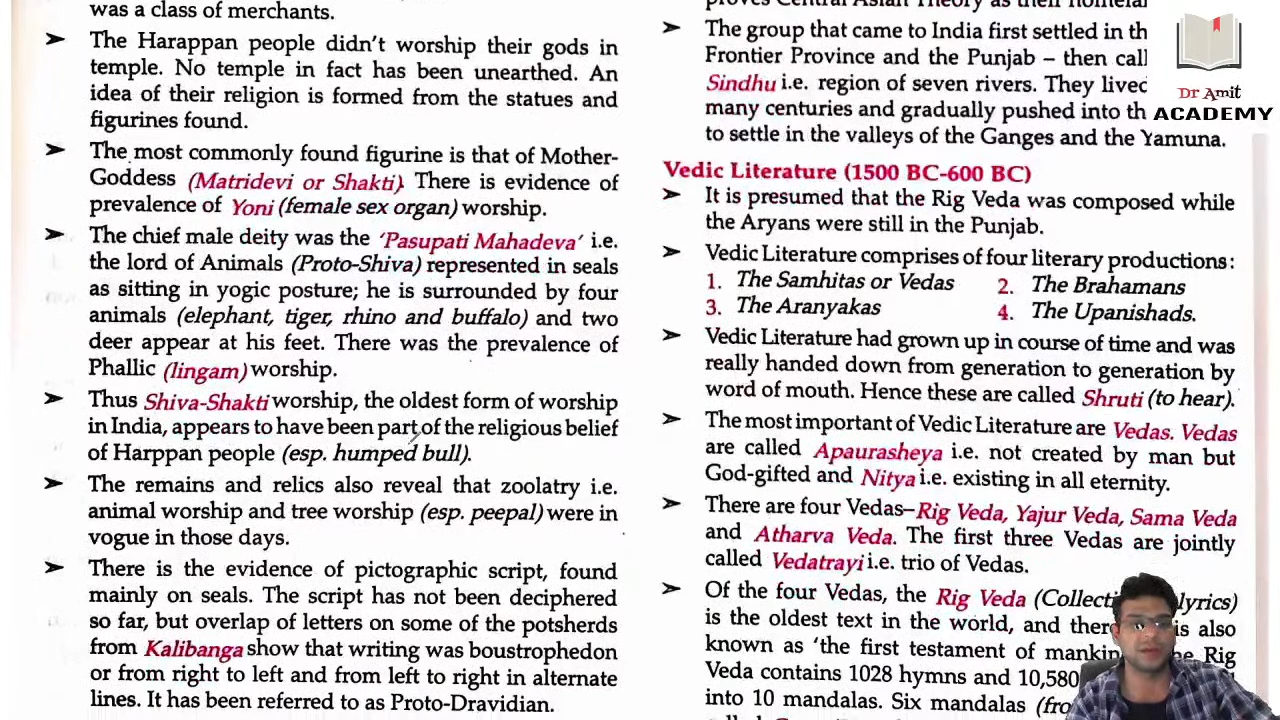 was a class of merchants.
➤ The Harappan people didn't worship their gods in
temple. No temple in fact has been unearthed. An
idea of their religion is formed from the statues and
figurines found.
➤ The most commonly found figurine is that of Mother-
Goddess (Matridevi or Shakti). There is evidence of
prevalence of Yoni (female sex organ) worship.
➤ The chief male deity was the 'Pasupati Mahadeva' i.e.
the lord of Animals (Proto-Shiva) represented in seals
as sitting in yogic posture; he is surrounded by four
animals (elephant, tiger, rhino and buffalo) and two
deer appear at his feet. There was the prevalence of
Phallic (lingam) worship.
➤ Thus Shiva-Shakti worship, the oldest form of worship
in India, appears to have been part of the religious belief
of Harppan people (esp. humped bull).
➤ The remains and relics also reveal that zoolatry i.e.
animal worship and tree worship (esp. peepal) were in
vogue in those days.
➤ There is the evidence of pictographic script, found
mainly on seals. The script has not been deciphered
so far, but overlap of letters on some of the potsherds
from Kalibanga show that writing was boustrophedon
or from right to left and from left to right in alternate
lines. It has been referred to as Proto-Dravidian.
proves Central Asian Theory as their
➤ The group that came to India first settled in
Frontier Province and the Punjab – then
Sindhu i.e. region of seven rivers. They lived
many centuries and gradually pushed into
to settle in the valleys of the Ganges and the Yamuna.
Vedic Literature (1500 BC-600 BC)
➤ It is presumed that the Rig Veda was composed while
the Aryans were still in the Punjab.
➤ Vedic Literature comprises of four literary productions:
1. The Samhitas or Vedas 2. The Brahamans
3. The Aranyakas 4. The Upanishads.
➤ Vedic Literature had grown up in course of time and was
really handed down from generation to generation by
word of mouth. Hence these are called Shruti (to hear).
➤ The most important of Vedic Literature are Vedas. Vedas
are called Apaurasheya i.e. not created by man but
God-gifted and Nitya i.e. existing in all eternity.
➤ There are four Vedas–Rig Veda, Yajur Veda, Sama Veda
and Atharva Veda. The first three Vedas are jointly
called Vedatrayi i.e. trio of Vedas.
➤ Of the four Vedas, the Rig Veda lyrics)
is the oldest text in the world, and is also
known as 'the first testament of Rig
Veda contains 1028 hymns and 10,580
into 10 mandalas. Six mandalas
Dr Amit
ACADEMY